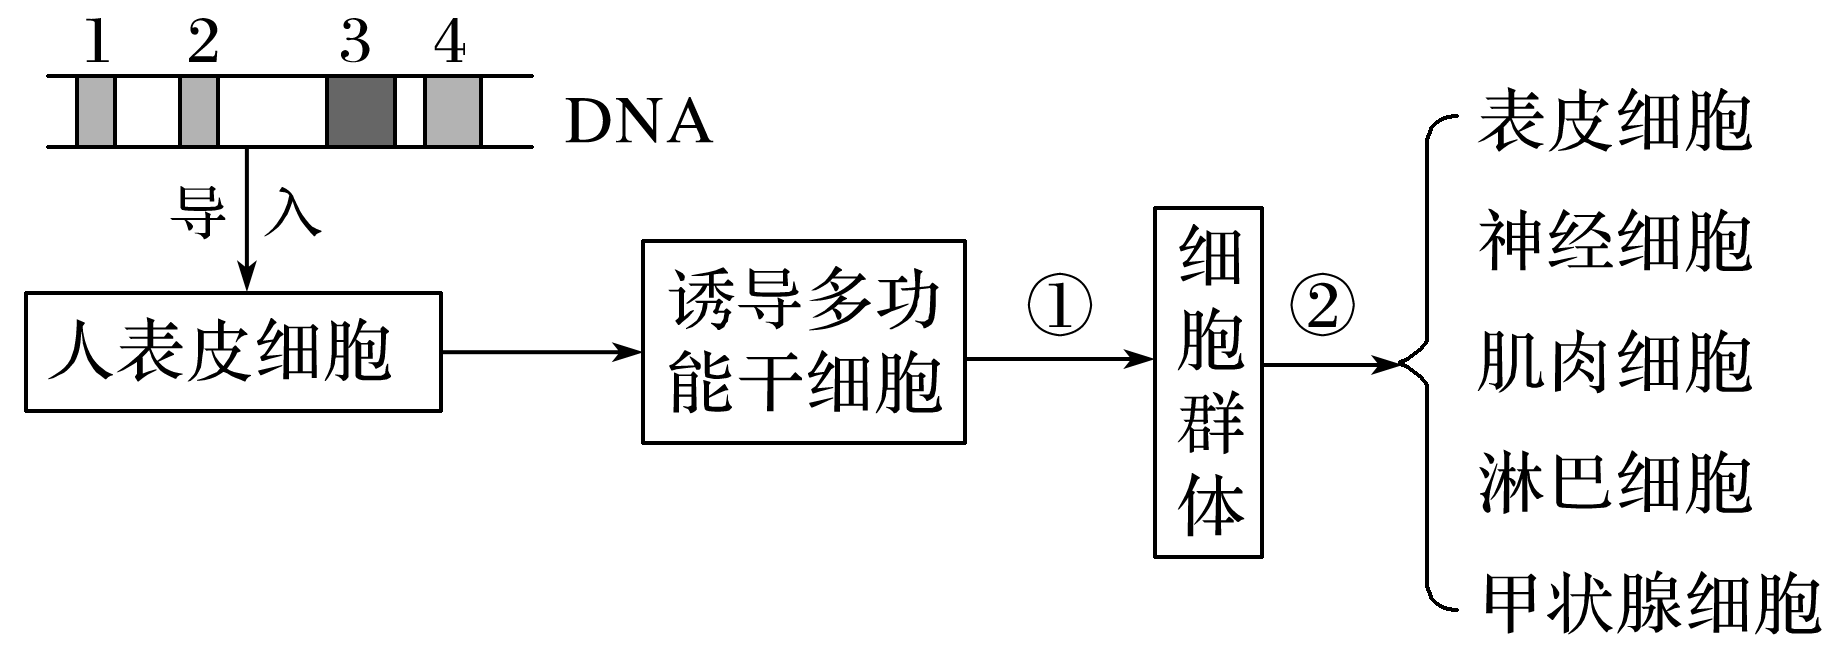 1 2 3 4
DNA
导 入
人表皮细胞
诱导多功
能干细胞
①
细胞群体
②
表皮细胞
神经细胞
肌肉细胞
淋巴细胞
甲状腺细胞